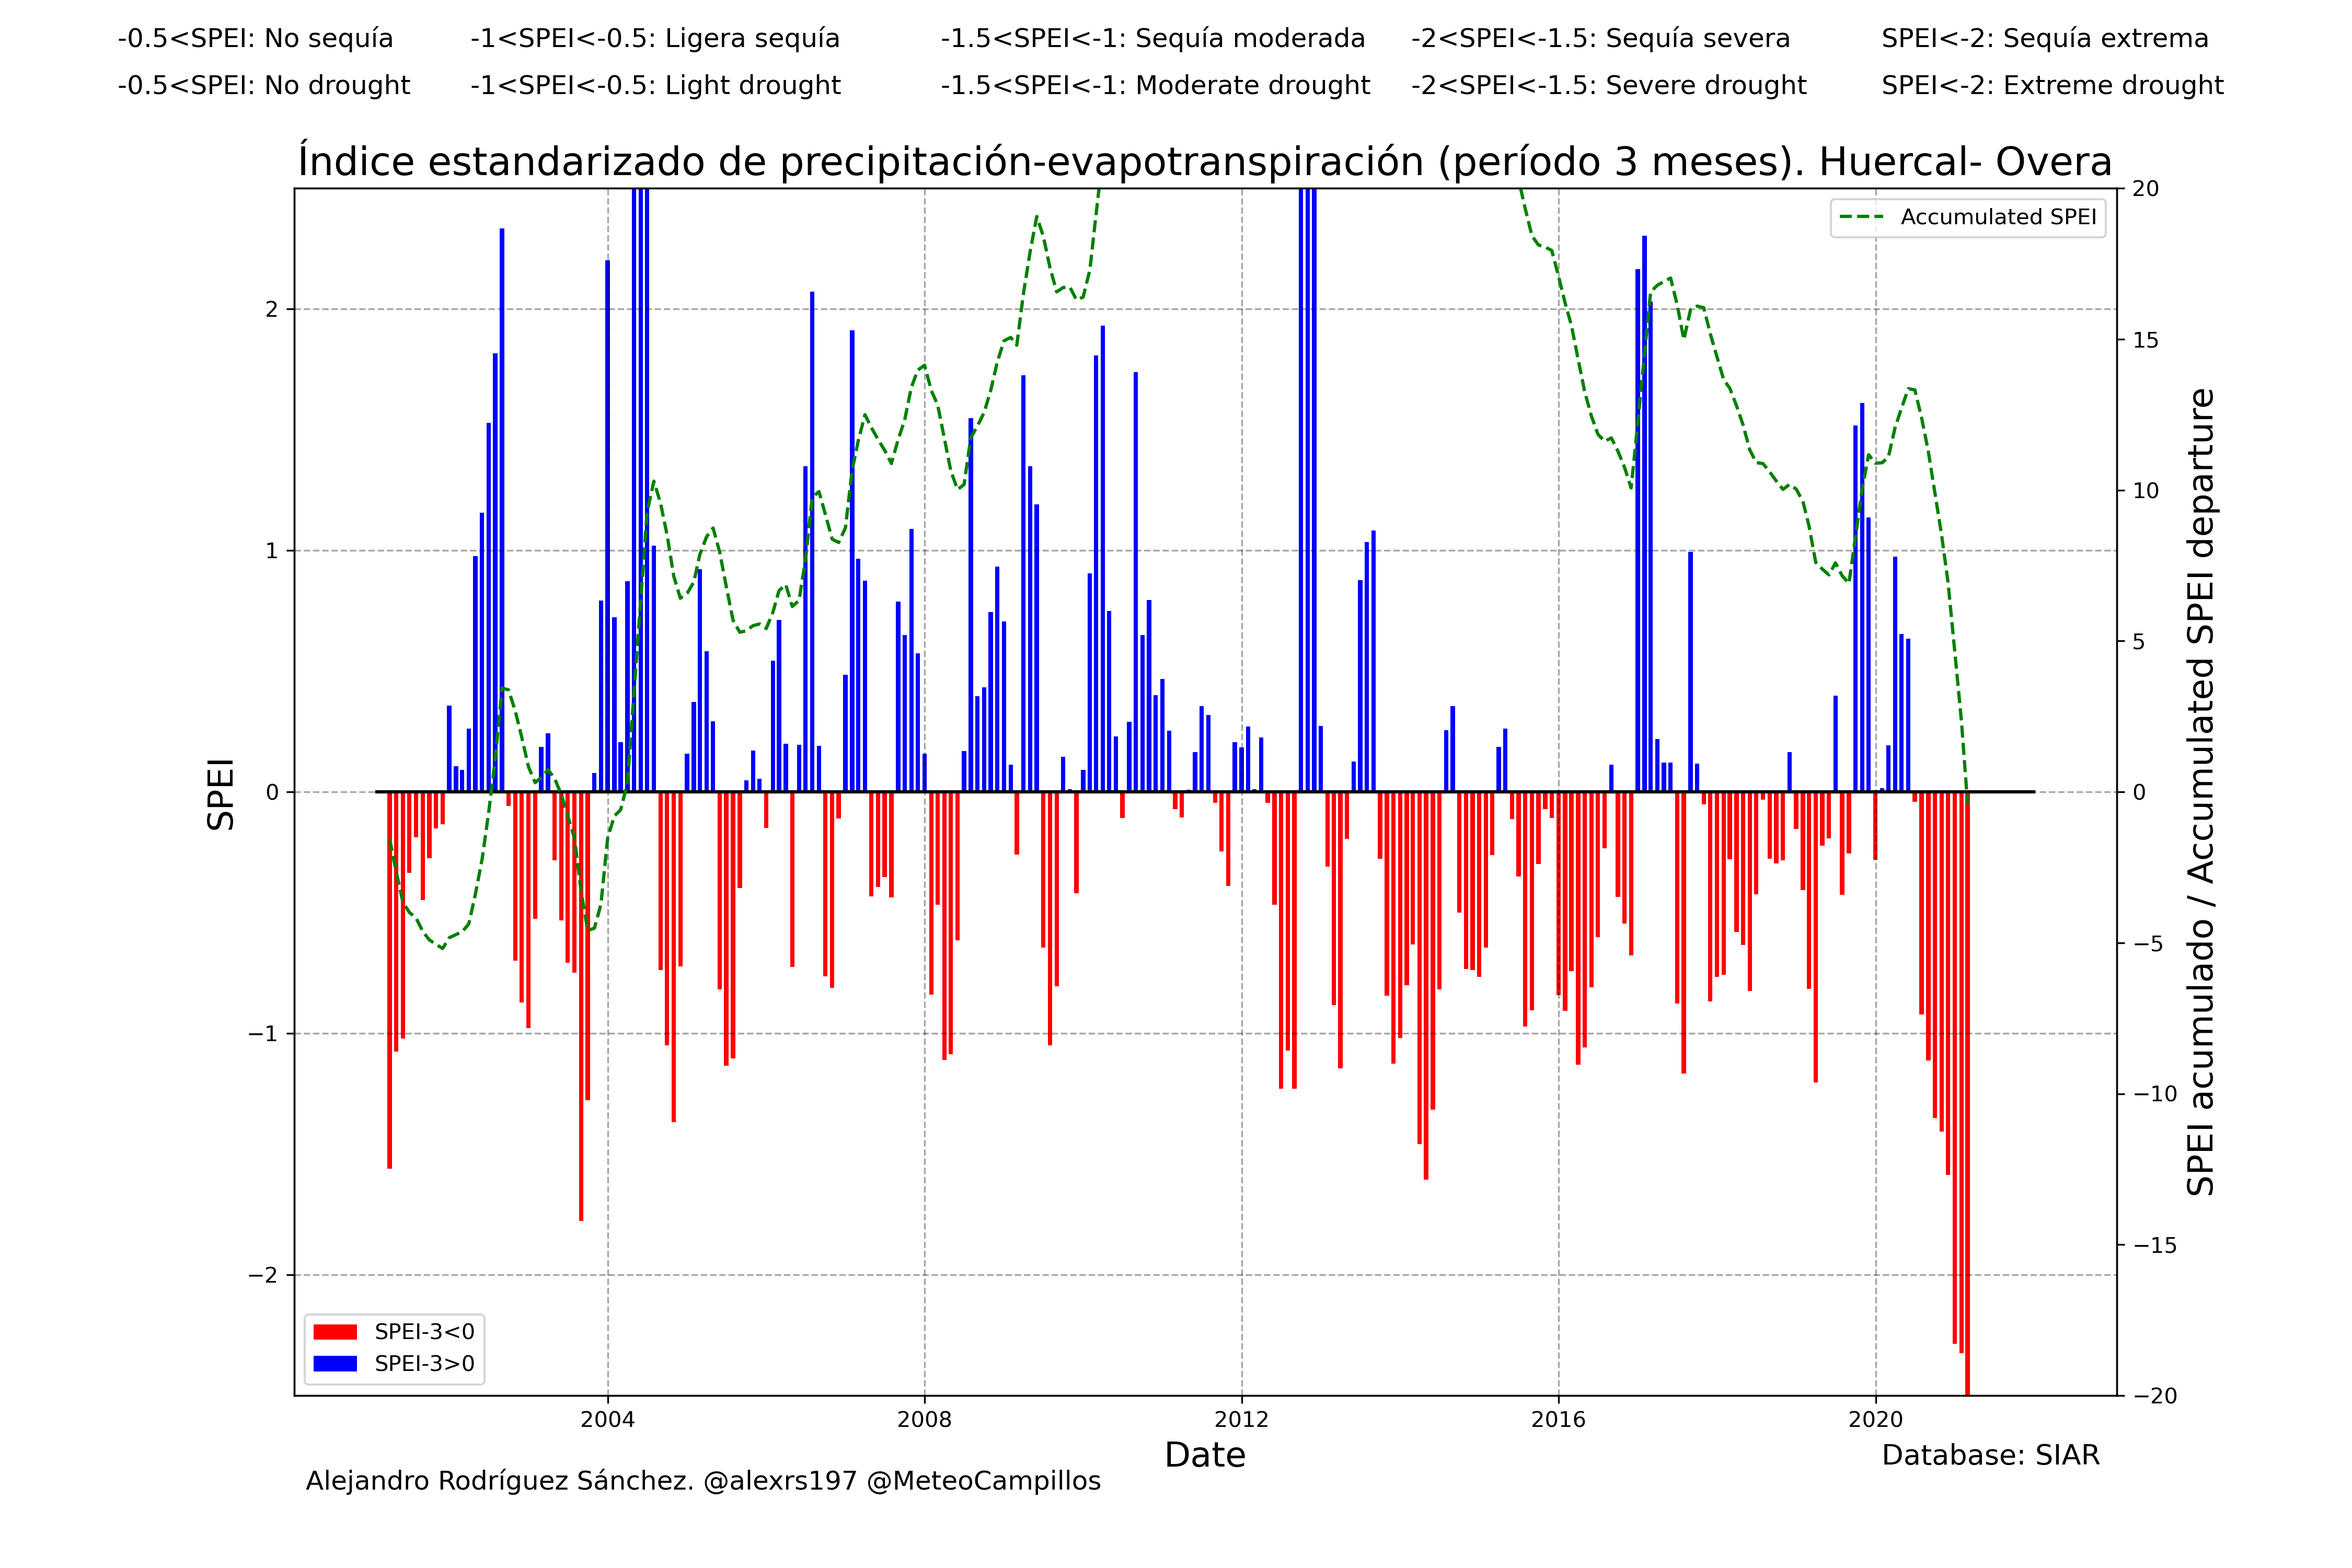 -0.5<SPEI: No sequía -1<SPEI<-0.5: Ligera sequía -1.5<SPEI<-1: Sequía moderada -2<SPEI<-1.5: Sequía severa SPEI<-2: Sequía extrema
-0.5<SPEI: No drought -1<SPEI<-0.5: Light drought -1.5<SPEI<-1: Moderate drought -2<SPEI<-1.5: Severe drought SPEI<-2: Extreme drought
Índice estandarizado de precipitación-evapotranspiración (período 3 meses). Huercal- Overa
SPEI
2
1
0
−1
−2
Accumulated SPEI
20
15
10
5
0
−5
−10
−15
−20
SPEI acumulado / Accumulated SPEI departure
SPEI-3<0
SPEI-3>0
2004 2008 2012 2016 2020
Date
Database: SIAR
Alejandro Rodríguez Sánchez. @alexrs197 @MeteoCampillos